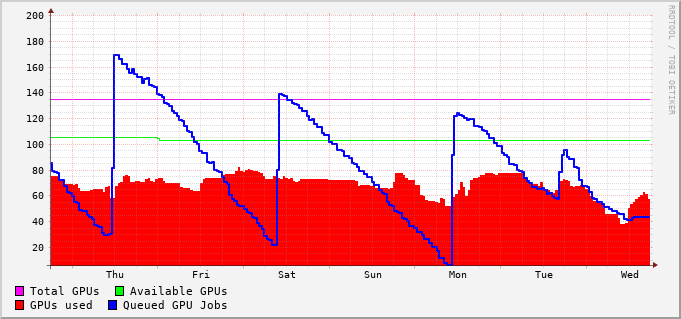 200
180
160
140
120
100
80
60
40
20
Thu Fri Sat Sun Mon Tue Wed
Total GPUs Available GPUs
GPUs used Queued GPU Jobs
RRDTOOL / TOBI OETIKER